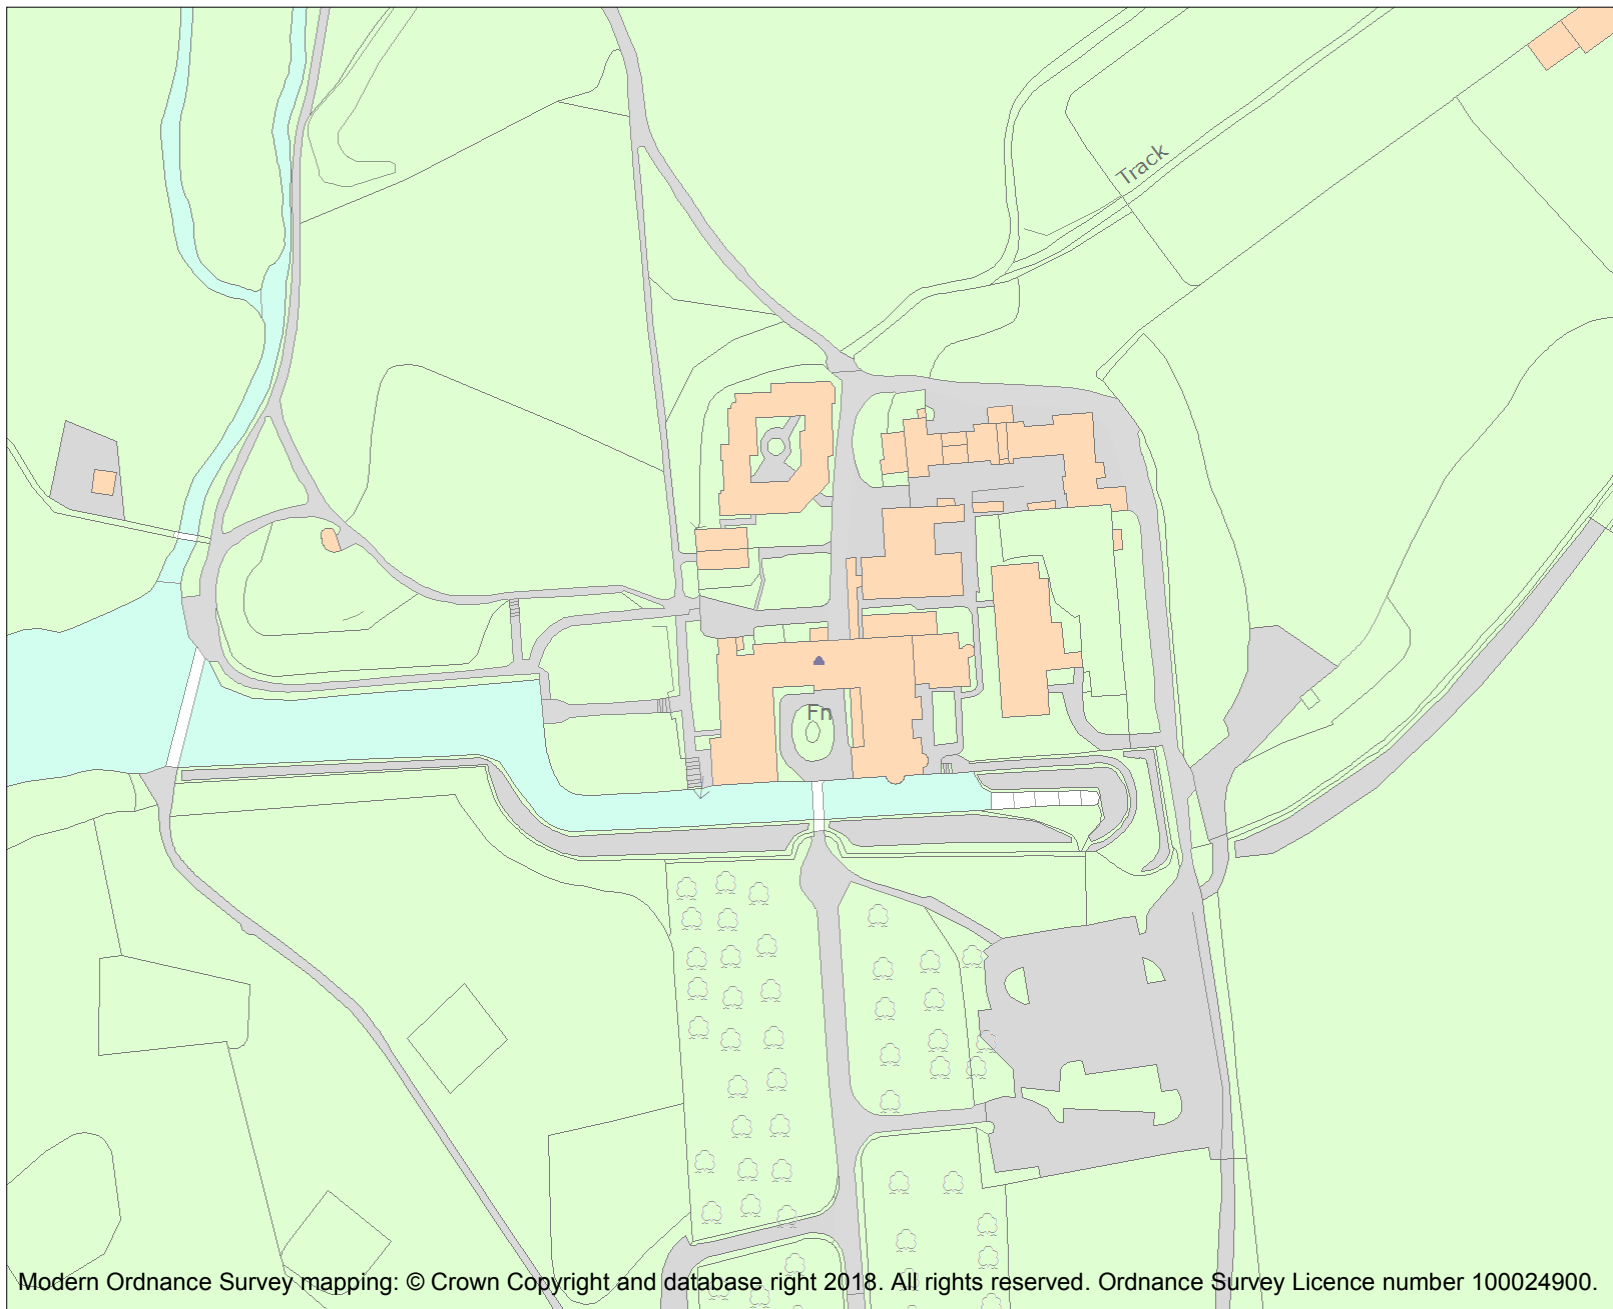 Track
Fn
Modern Ordnance Survey mapping: © Crown Copyright and database right 2018. All rights reserved. Ordnance Survey Licence number 100024900.